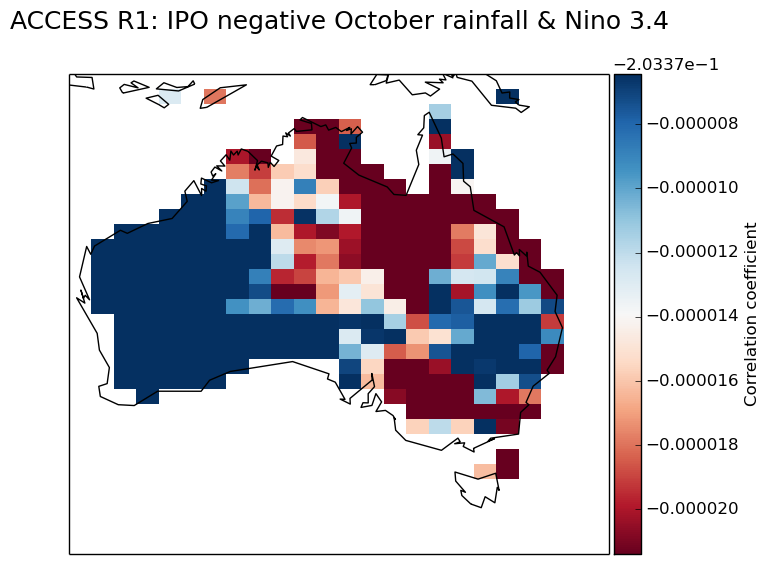 ACCESS R1: IPO negative October rainfall & Nino 3.4
−2.0337e−1
−0.000008
−0.000010
−0.000012
−0.000014
−0.000016
−0.000018
−0.000020
Correlation coefficient